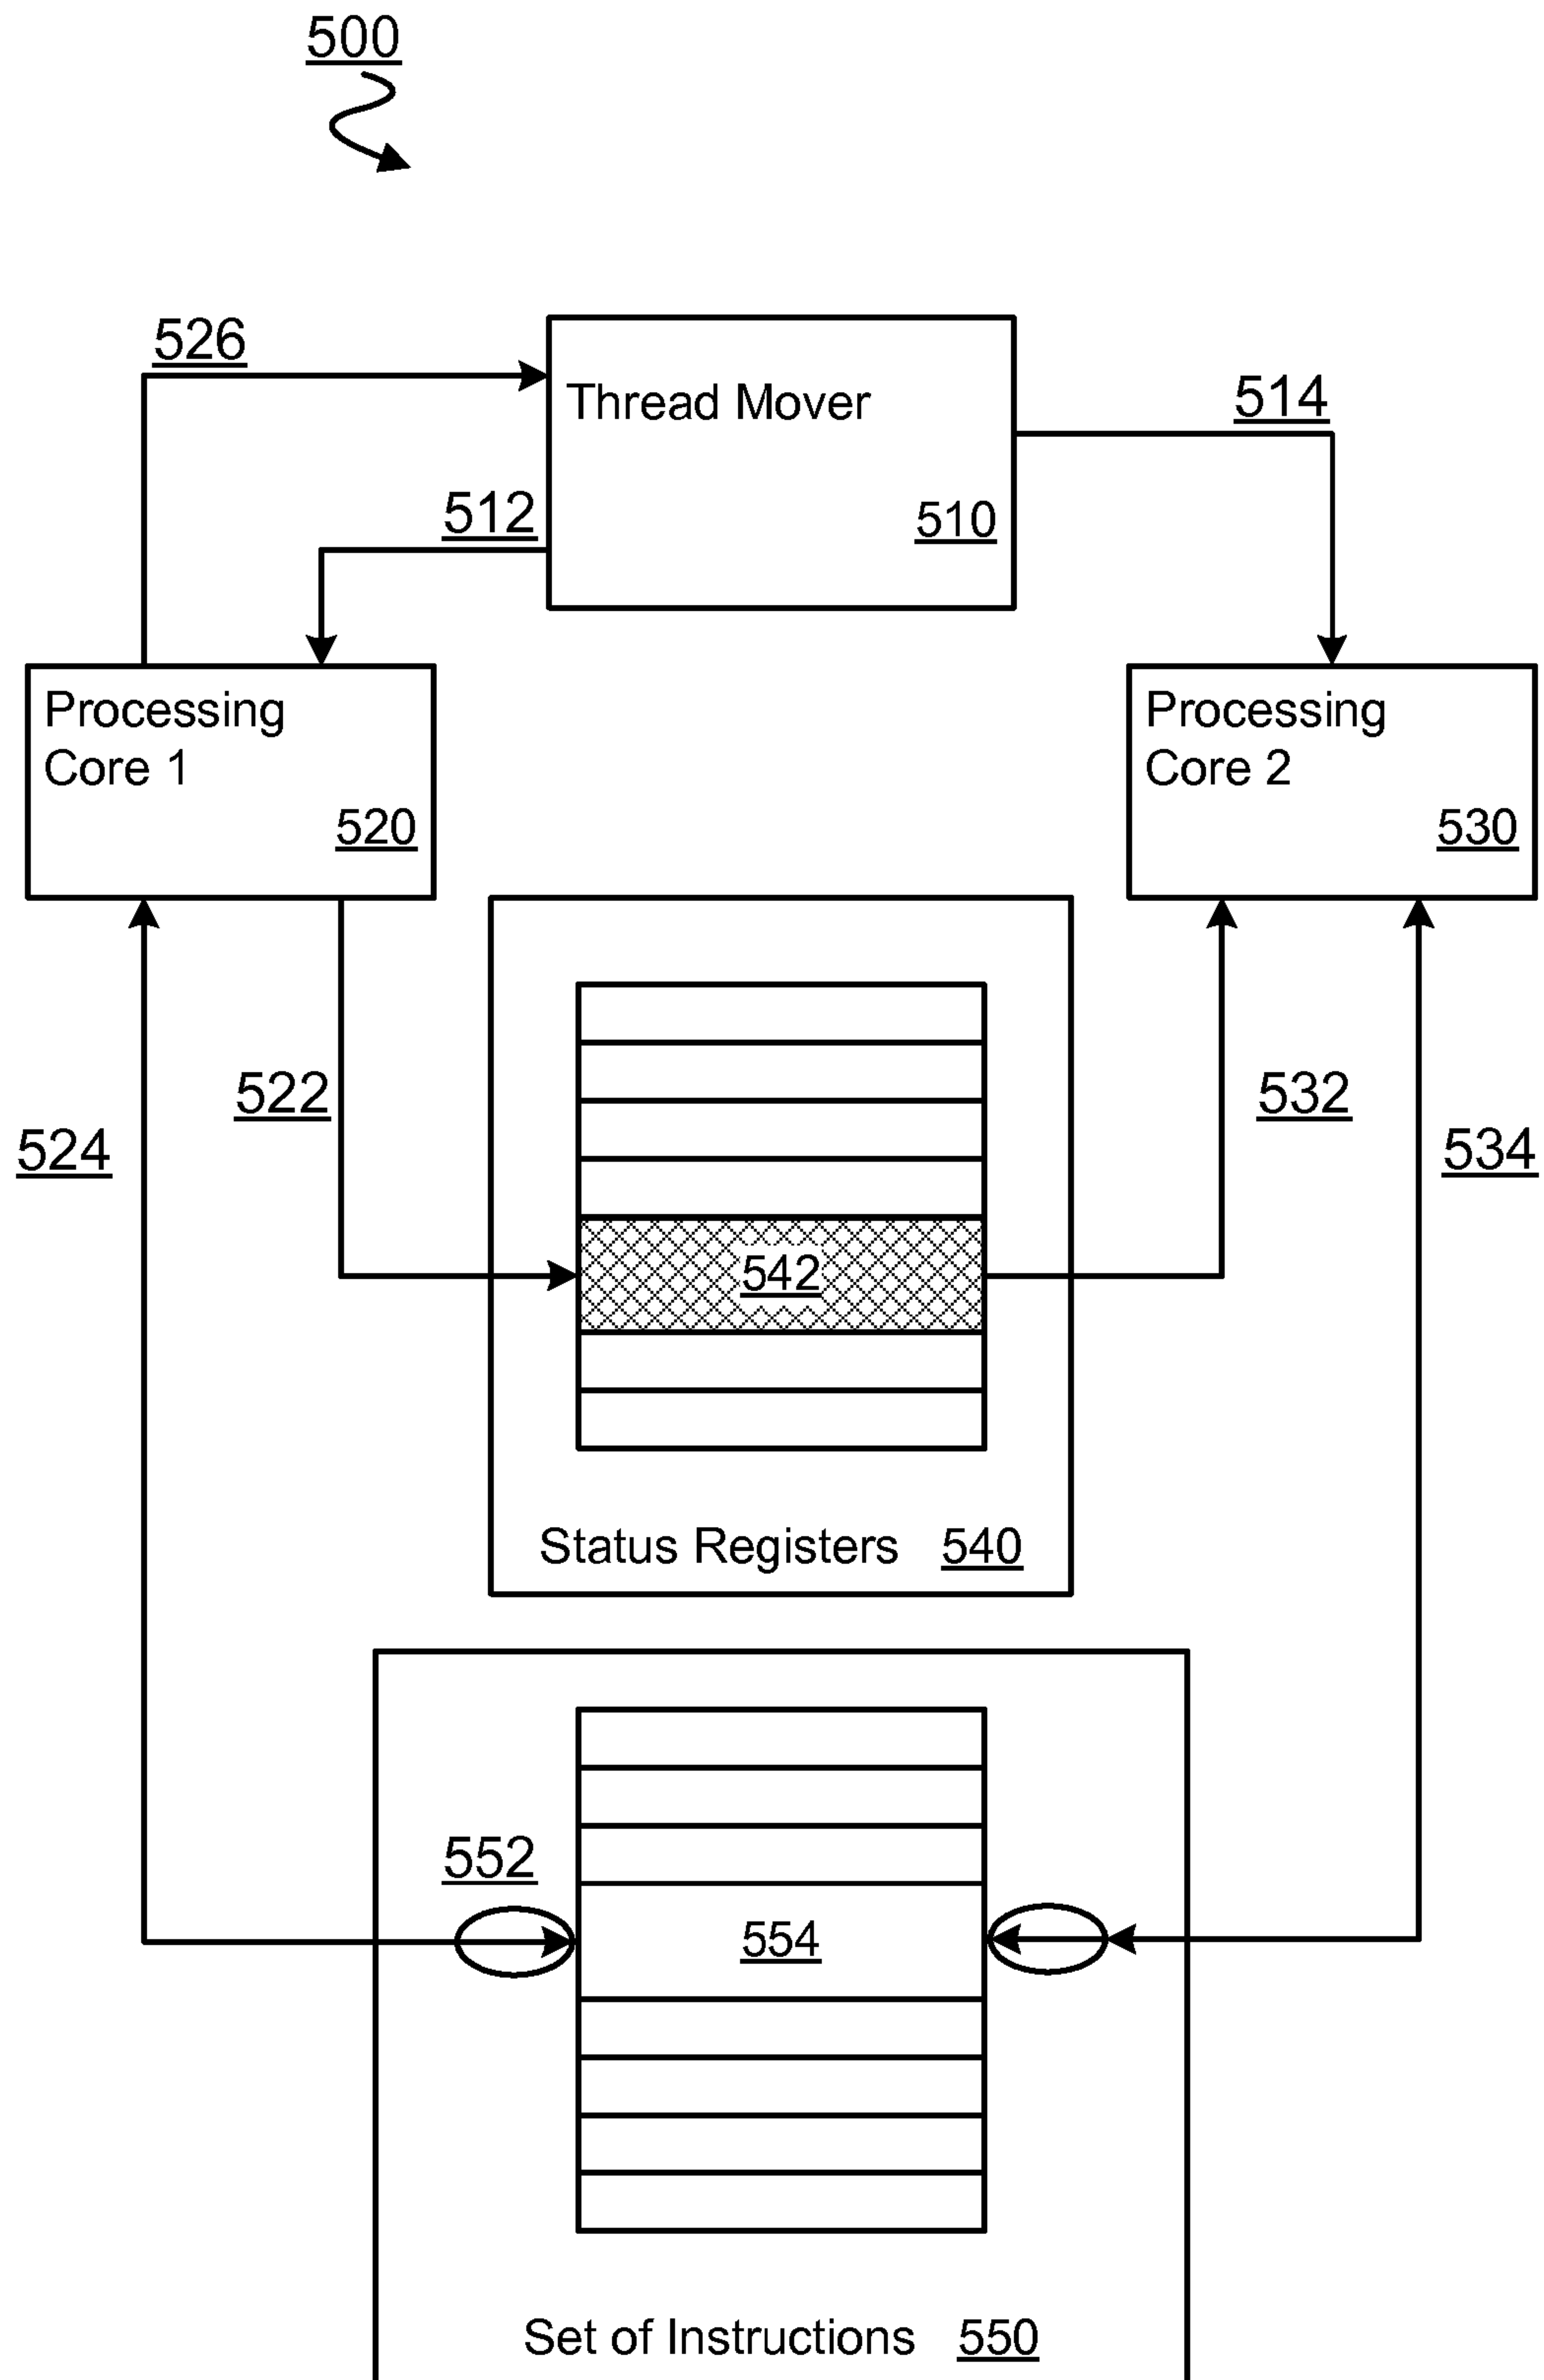 500
526
Thread Mover
514
512
510
Processing
Core 1
520
Processing
Core 2
530
522
532
524
534
542
Status Registers 540
552
554
Set of Instructions 550